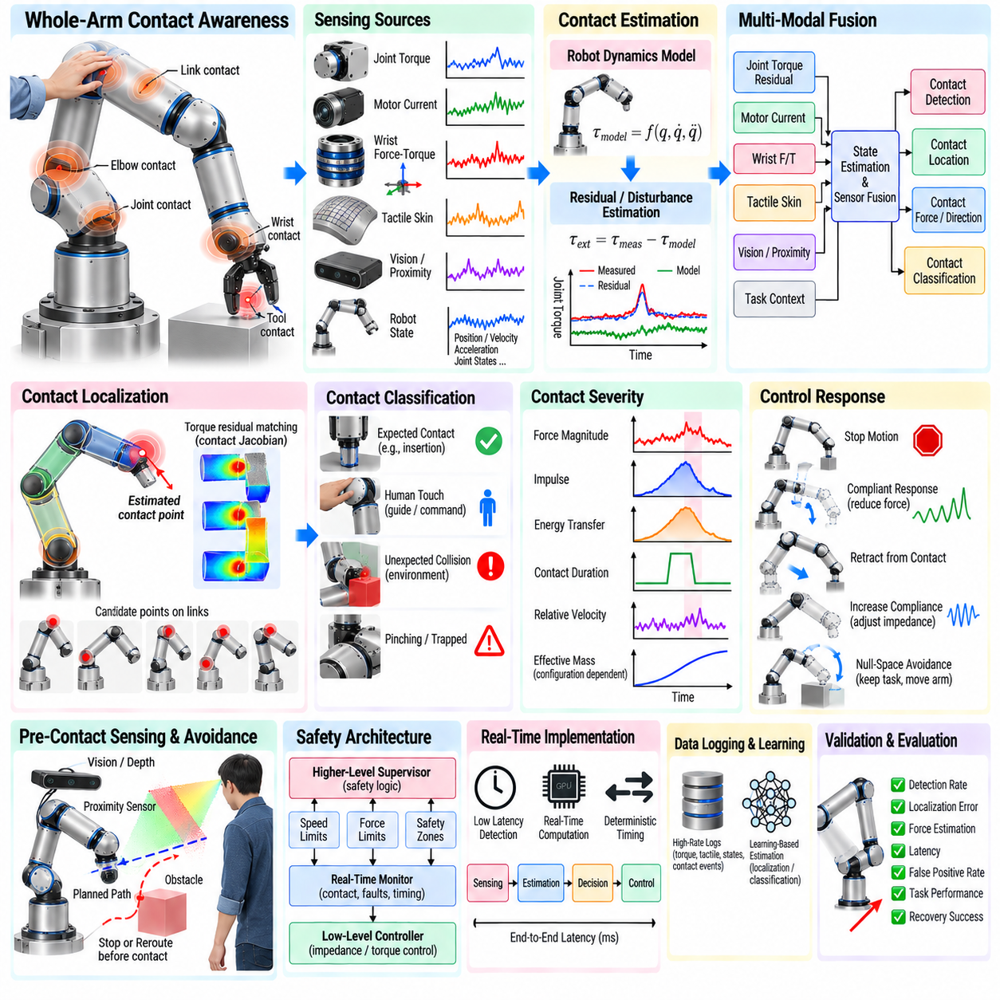 Whole-Arm Contact Awareness
Link contact
Elbow contact
Joint contact
Wrist
contact
Tool
contact
Sensing Sources
Joint Torque
Motor Current
Wrist
Force-Torque
Tactile Skin
Vision /
Proximity
Robot
State
Position / Velocity
Acceleration
Joint States ...
Contact Estimation
Robot Dynamics Model
τ_model = f(q, q̇, q̈)
Residual / Disturbance
Estimation
τ_ext = τ_meas − τ_model
Measured
Model
Residual
Joint Torque
Time
Multi-Modal Fusion
Joint Torque
Residual
Motor Current
Wrist F/T
Tactile Skin
Vision / Proximity
Task Context
State
Estimation
&
Sensor Fusion
Contact
Detection
Contact
Location
Contact
Force / Direction
Contact
Classification
Contact Localization
Torque residual matching
(contact Jacobian)
Estimated
contact point
Candidate points on links
Contact Classification
Expected Contact
(e.g., insertion)
Human Touch
(guide / command)
Unexpected Collision
(environment)
Pinching / Trapped
Contact Severity
Force Magnitude
Impulse
Energy Transfer
Contact Duration
Relative Velocity
Effective Mass
(configuration dependent)
Time
Control Response
Stop Motion
Compliant Response
(reduce force)
Retract from Contact
Increase Compliance
(adjust impedance)
Null-Space Avoidance
(keep task, move arm)
Pre-Contact Sensing & Avoidance
Vision / Depth
Proximity Sensor
Planned Path
Obstacle
Stop or Reroute
before contact
Safety Architecture
Higher-Level Supervisor
(safety logic)
Speed
Limits
Force
Limits
Safety
Zones
Real-Time Monitor
(contact, faults, timing)
Low-Level Controller
(impedance / torque control)
Real-Time Implementation
GPU
Low Latency
Detection
Real-Time
Computation
Deterministic
Timing
Sensing
Estimation
Decision
Control
End-to-End Latency (ms)
Data Logging & Learning
High-Rate Logs
(torque, tactile, states,
contact events)
Learning-Based
Estimation
(localization /
classification)
Validation & Evaluation
Detection Rate
Localization Error
Force Estimation
Latency
False Positive Rate
Task Performance
Recovery Success